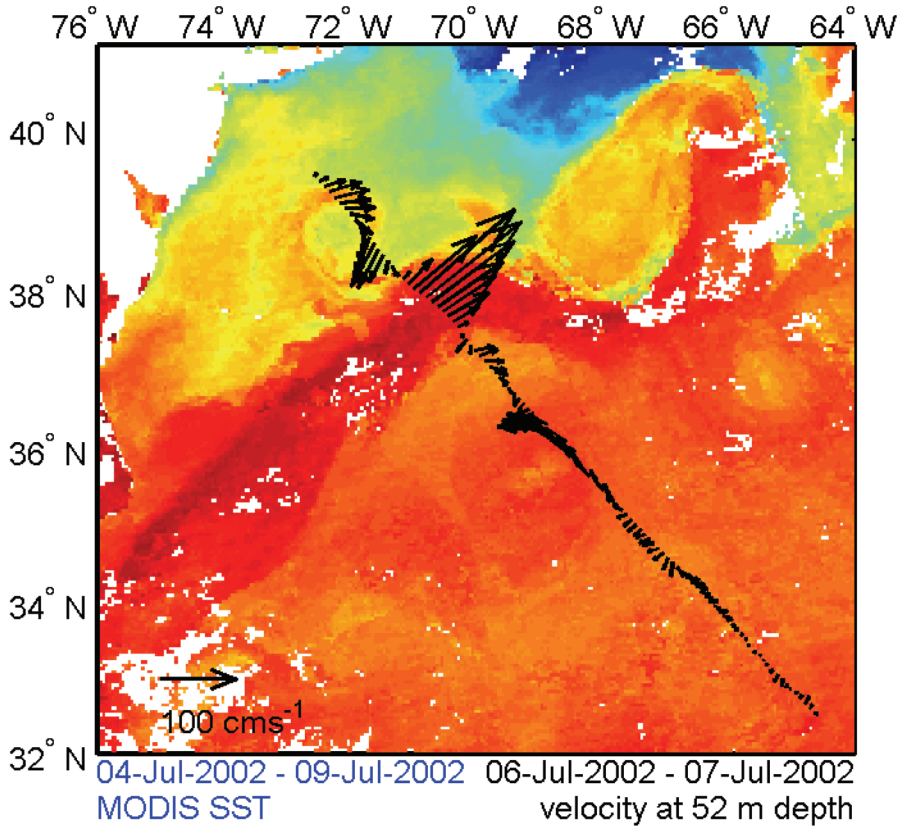 76° W 72° W 70° W 68° W 66° W 64° W
40° N
38° N
36° N
34° N
32° N
100 cms-1
04-Jul-2002 - 09-Jul-2002 06-Jul-2002 - 07-Jul-2002
MODIS SST velocity at 52 m depth